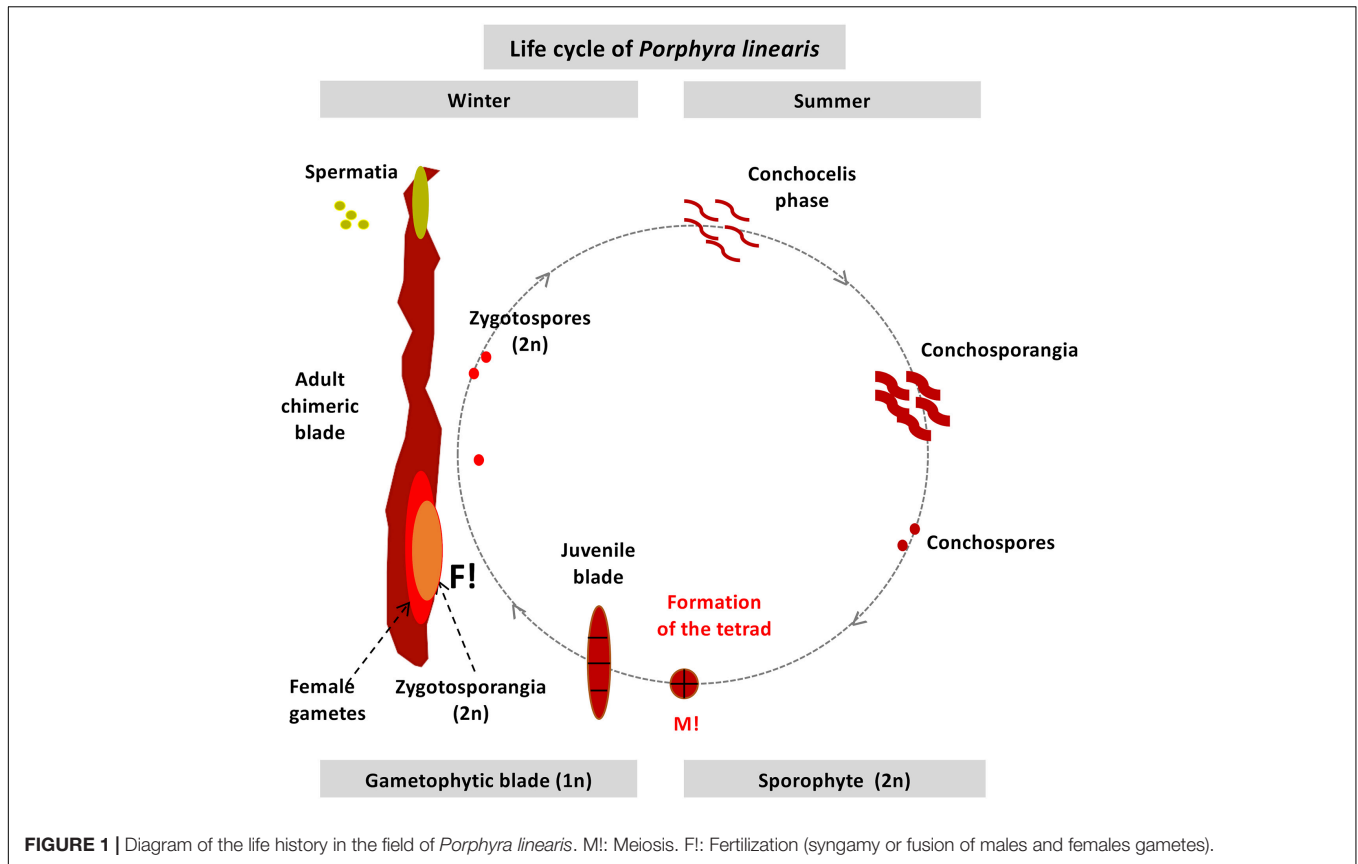 Life cycle of Porphyra linearis
Winter
Summer
Spermatia
Conchocelis
phase
Zygotospores
(2n)
Conchosporangia
Adult
chimeric
blade
F!
Juvenile
blade
Conchospores
Formation
of the tetrad
Femalé
gametes
Zygotosporangia
(2n)
M!
Gametophytic blade (1n)
Sporophyte (2n)
FIGURE 1 | Diagram of the life history in the field of Porphyra linearis. M!: Meiosis. F!: Fertilization (syngamy or fusion of males and females gametes).